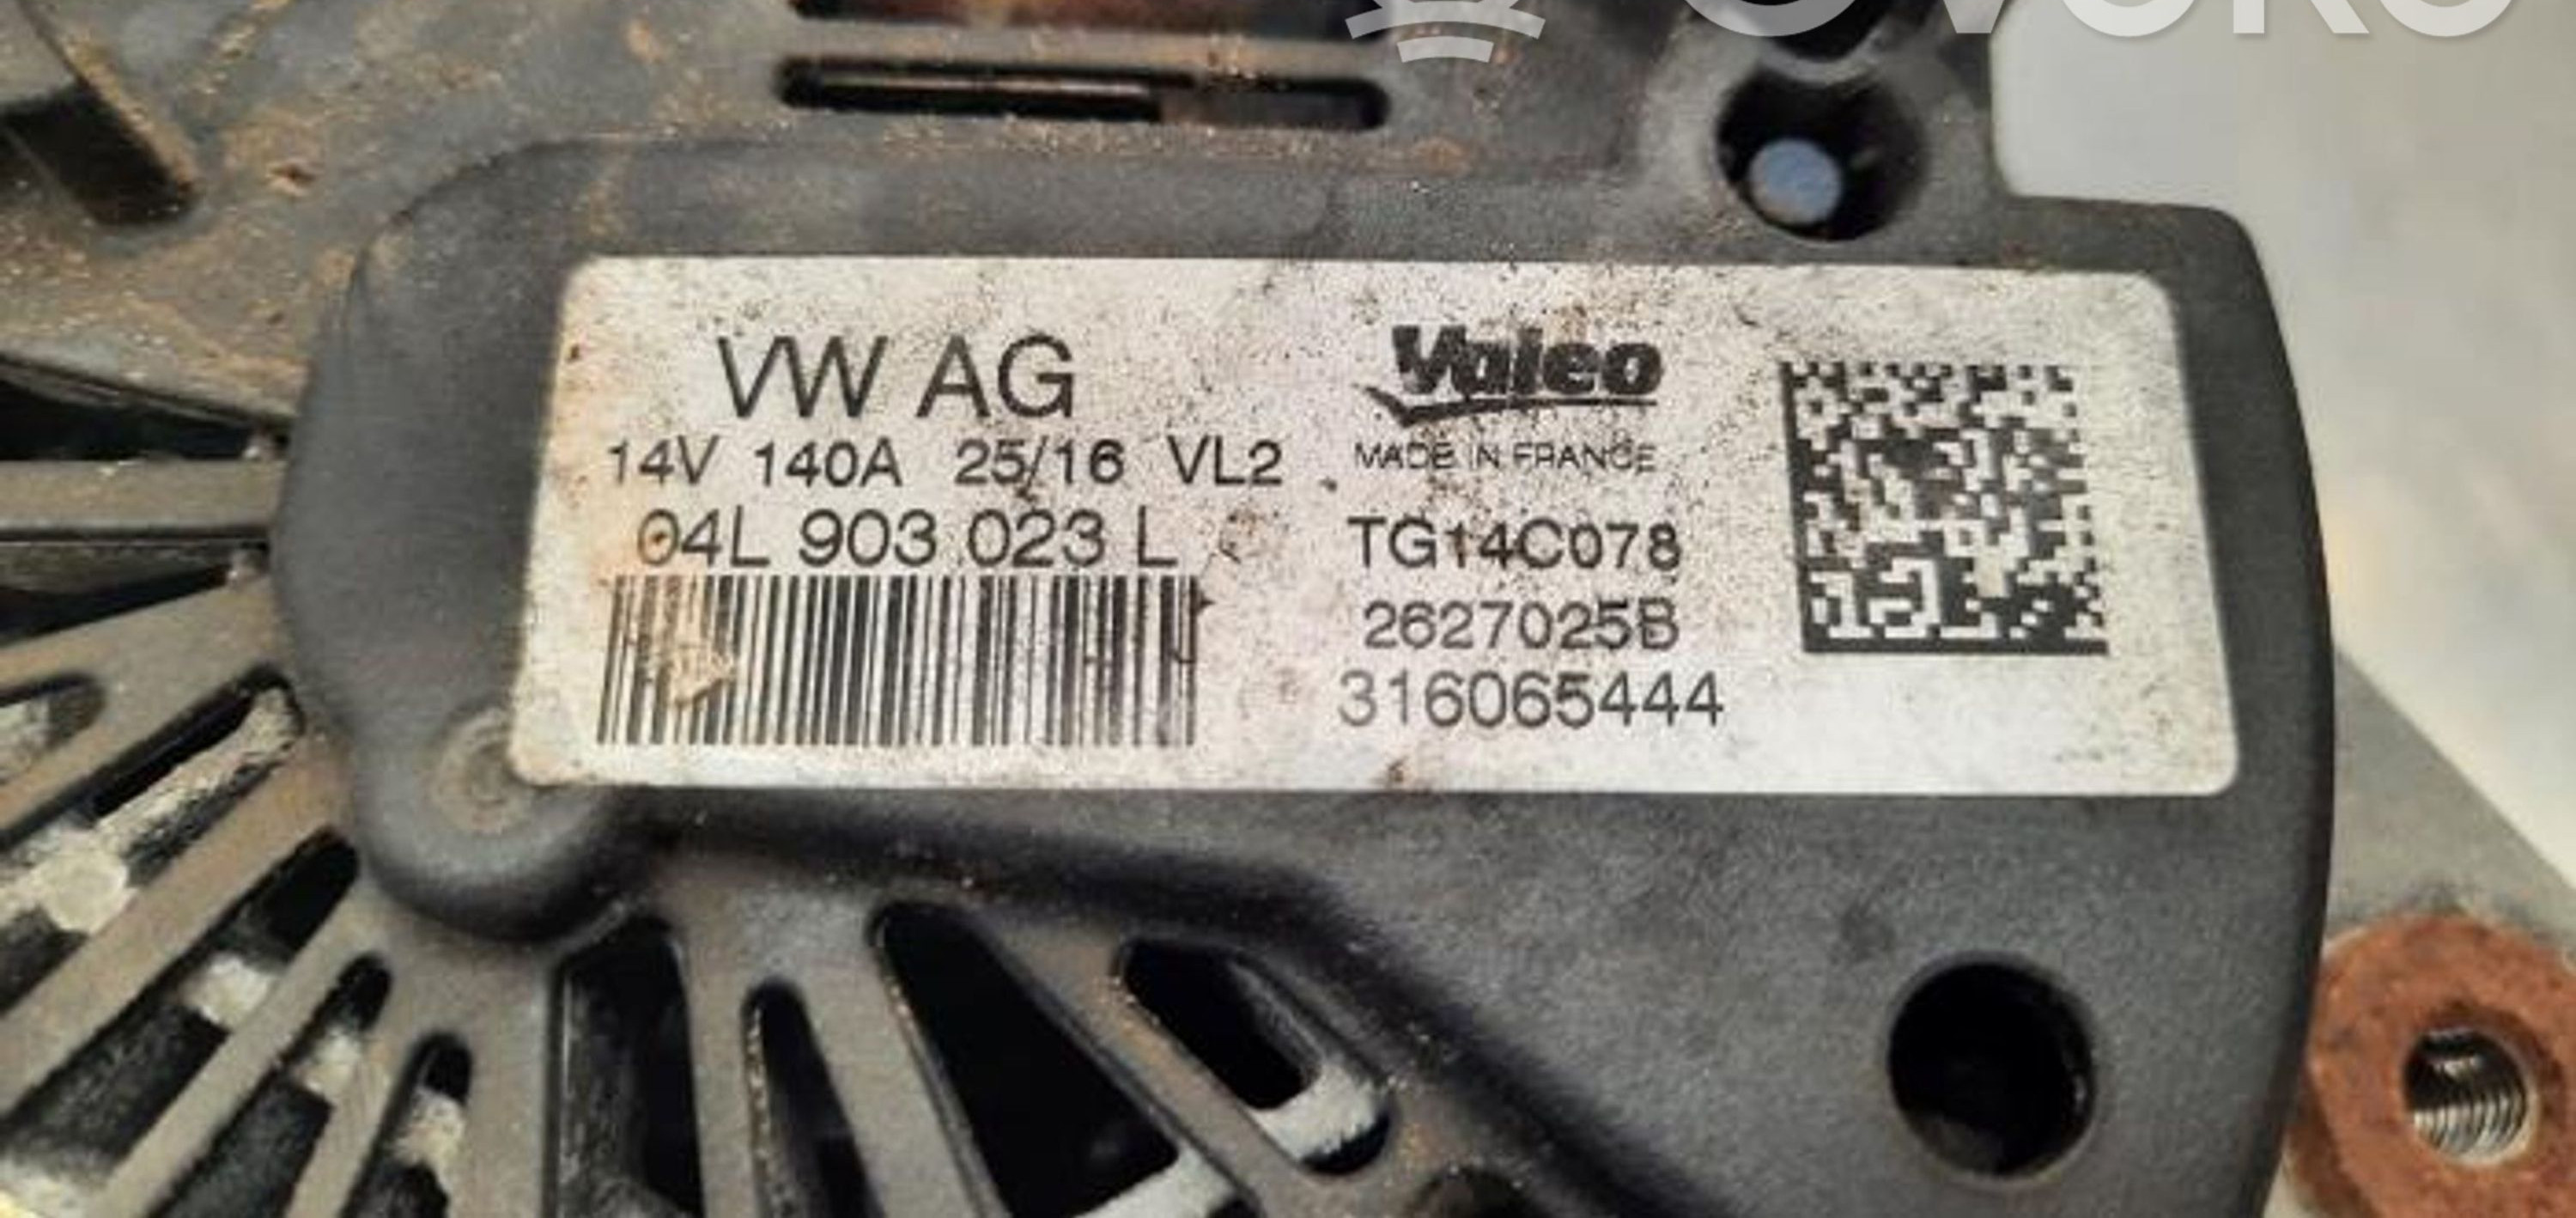 VW AG
14V 140A 25/16 VL2
04L 903 023 L
Valeo
MADE IN FRANCE
TG14C078
2627025B
316065444